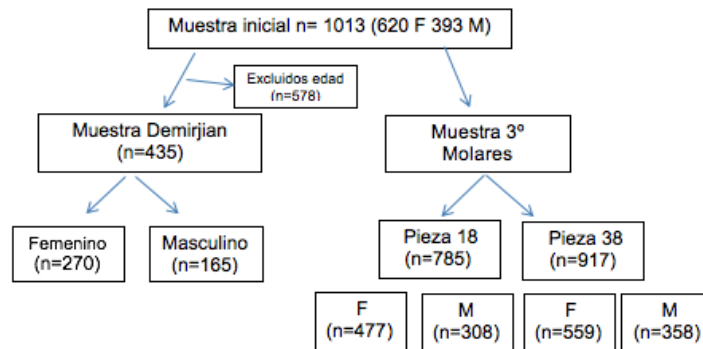 Muestra inicial n= 1013 (620 F 393 M)
Excluidos edad
(n=578)
Muestra Demirjian
(n=435)
Muestra 3º
Molares
Femenino
(n=270)
Masculino
(n=165)
Pieza 18
(n=785)
Pieza 38
(n=917)
F
(n=477)
M
(n=308)
F
(n=559)
M
(n=358)